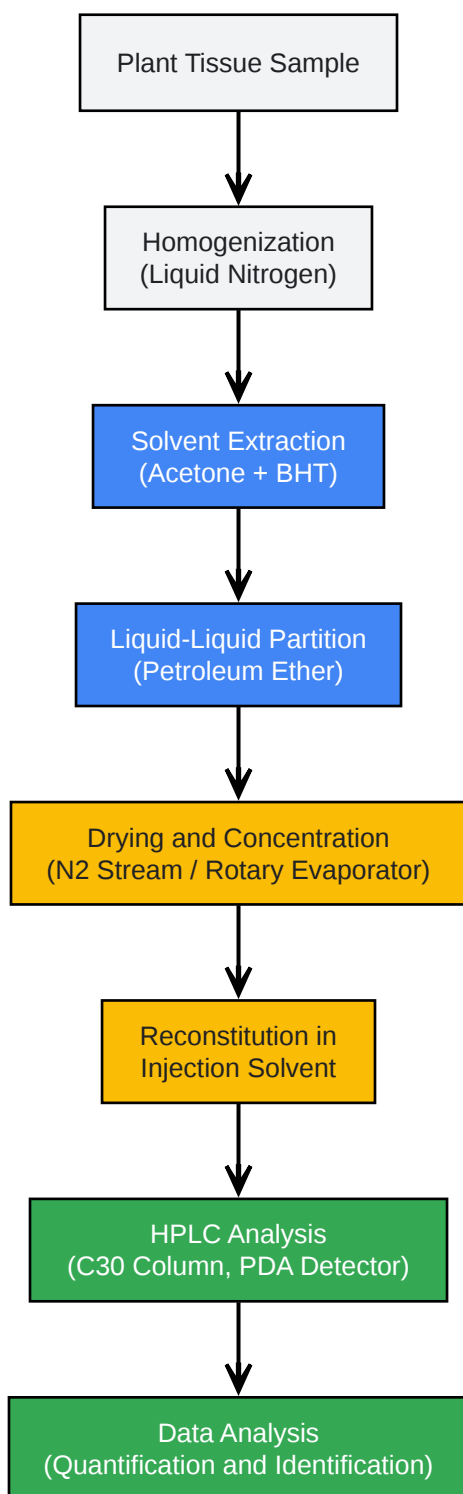 Plant Tissue Sample
Homogenization
(Liquid Nitrogen)
Solvent Extraction
(Acetone + BHT)
Liquid-Liquid Partition
(Petroleum Ether)
Drying and Concentration
(N2 Stream / Rotary Evaporator)
Reconstitution in
Injection Solvent
HPLC Analysis
(C30 Column, PDA Detector)
Data Analysis
(Quantification and Identification)